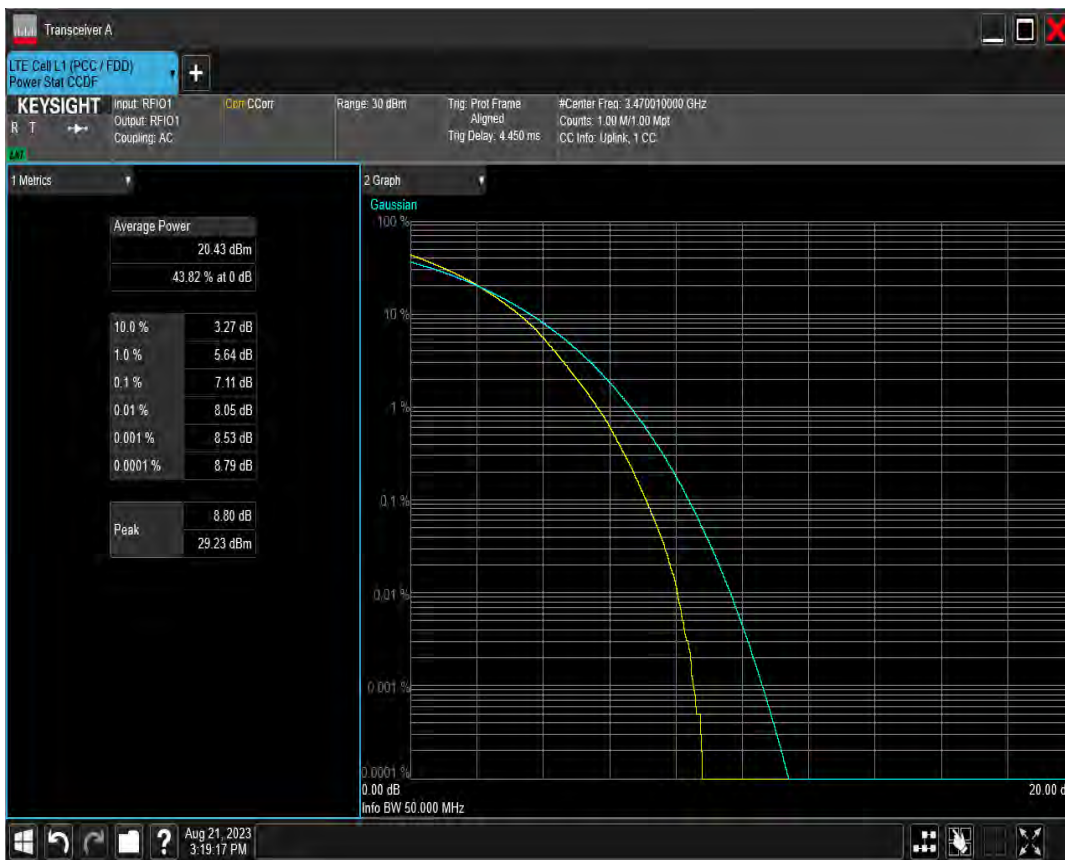 Transceiver A
LTE Cell L1 (PCC / FDD)
Power Stat CCDF
+
KEYSIGHT
R T
Input: RFIO1
Output: RFIO1
Coupling: AC
Corr CCorr
Range: 30 dBm
Trig: Prot Frame
Aligned
Trig Delay: 4.450 ms
#Center Freq: 3.470010000 GHz
Counts: 1.00 M/1.00 Mpt
CC Info: Uplink, 1 CC
1 Metrics
Average Power
20.43 dBm
43.82 % at 0 dB
10.0 % 3.27 dB
1.0 % 5.64 dB
0.1 % 7.11 dB
0.01 % 8.05 dB
0.001 % 8.53 dB
0.0001 % 8.79 dB
Peak
8.80 dB
29.23 dBm
2 Graph
Gaussian
100 %
10 %
1 %
0.1 %
0.01 %
0.001 %
0.0001 %
0.00 dB
20.00 d
Info BW 50.000 MHz
?
Aug 21, 2023
3:19:17 PM